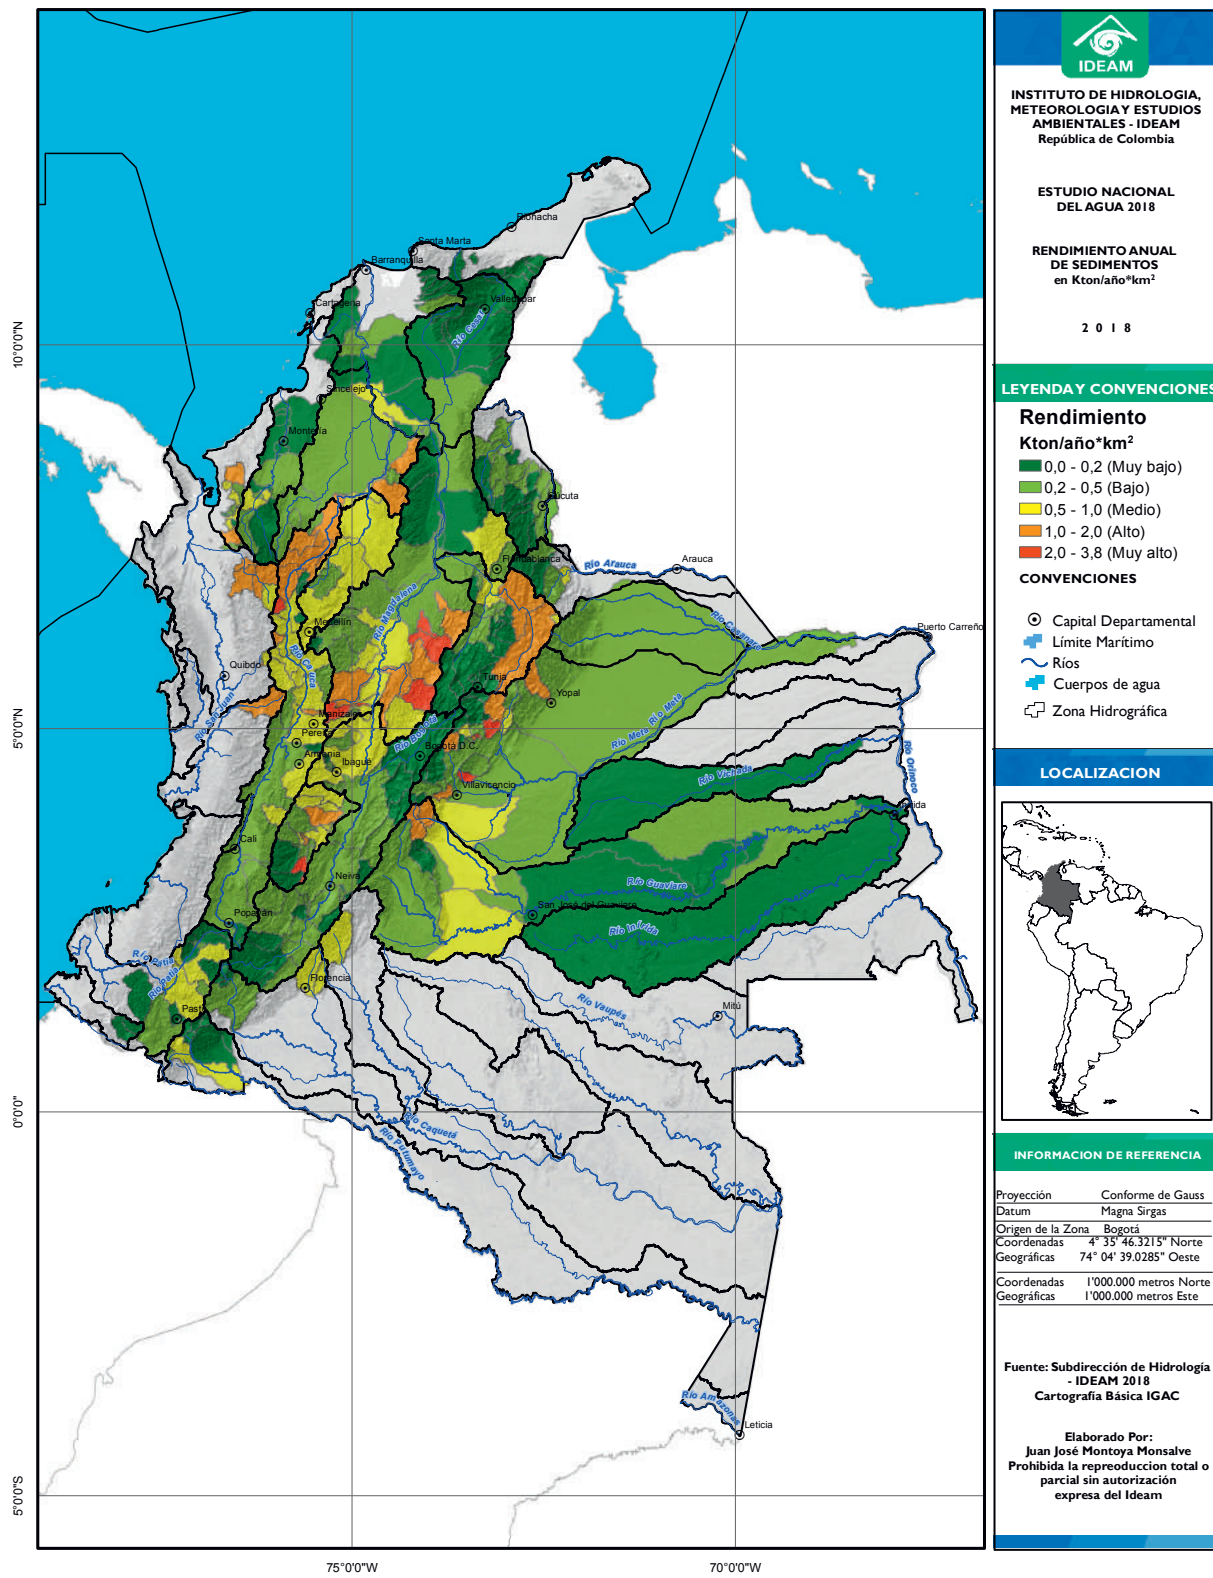 IDEAM
INSTITUTO DE HIDROLOGIA,
METEOROLOGIA Y ESTUDIOS
AMBIENTALES - IDEAM
República de Colombia
ESTUDIO NACIONAL
DEL AGUA 2018
RENDIMIENTO ANUAL
DE SEDIMENTOS
en Kton/año*km²
2 0 1 8
LEYENDA Y CONVENCIONES
Rendimiento
Kton/año*km²
0,0 - 0,2 (Muy bajo)
0,2 - 0,5 (Bajo)
0,5 - 1,0 (Medio)
1,0 - 2,0 (Alto)
2,0 - 3,8 (Muy alto)
CONVENCIONES
Capital Departamental
Límite Marítimo
Ríos
Cuerpos de agua
Zona Hidrográfica
LOCALIZACION
INFORMACION DE REFERENCIA
Proyección Conforme de Gauss
Datum Magna Sirgas
Origen de la Zona Bogotá
Coordenadas 4° 35' 46.3215" Norte
Geográficas 74° 04' 39.0285" Oeste
Coordenadas 1'000.000 metros Norte
Geográficas 1'000.000 metros Este
Fuente: Subdirección de Hidrología
- IDEAM 2018
Cartografía Básica IGAC
Elaborado Por:
Juan José Montoya Monsalve
Prohibida la repreoduccion total o
parcial sin autorización
expresa del Ideam
Riohacha
Santa Marta
Barranquilla
Cartagena
Valledupar
Río Cesar
10°0'0"N
Sincelejo
Montería
Cúcuta
Floridablanca
Río Arauca
Arauca
Río Magdalena
Medellín
Río Casanare
Puerto Carreño
Quibdó
Río Cauca
Tunja
Yopal
Río San Juan
Manizales
Río Meta
Río Meta
5°0'0"N
Pereira
Río Bogotá
Bogotá D.C.
Armenia
Ibagué
Río Vichada
Río Orinoco
Villavicencio
Inírida
Cali
Neiva
Río Guaviare
San José del Guaviare
Popayán
Río Inírida
Río Patía
Río Patía
Florencia
Río Vaupés
Mitú
Pasto
0°0'0"
Río Caquetá
Río Putumayo
Río Amazonas
Leticia
5°0'0"S
75°0'0"W
70°0'0"W